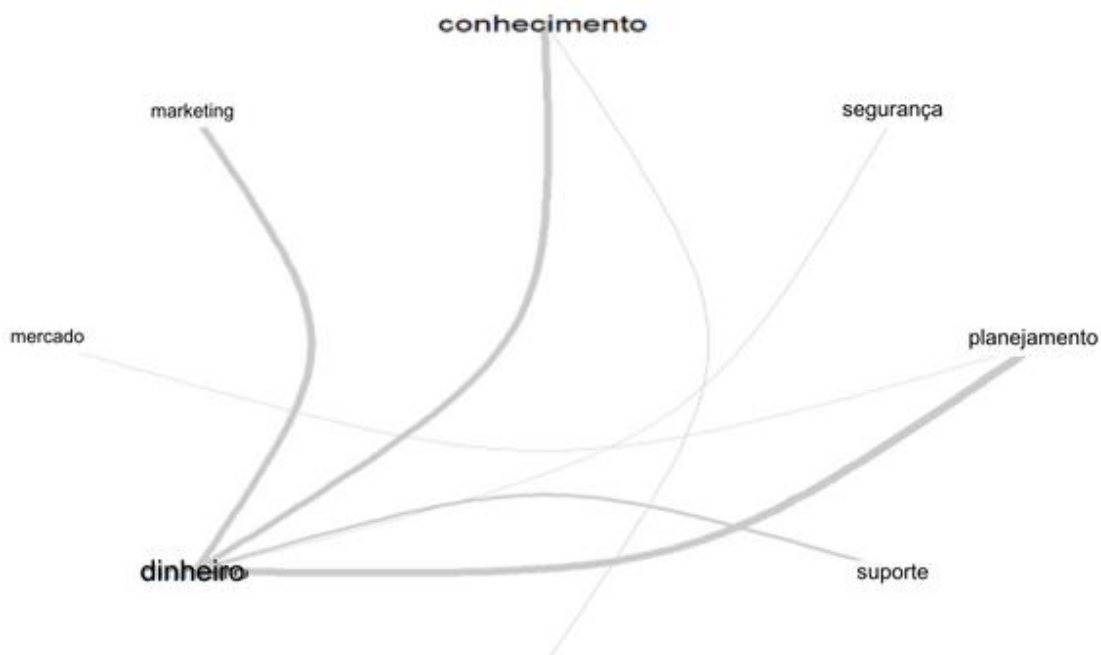 conhecimento
marketing
segurança
mercado
planejamento
dinheiro
suporte